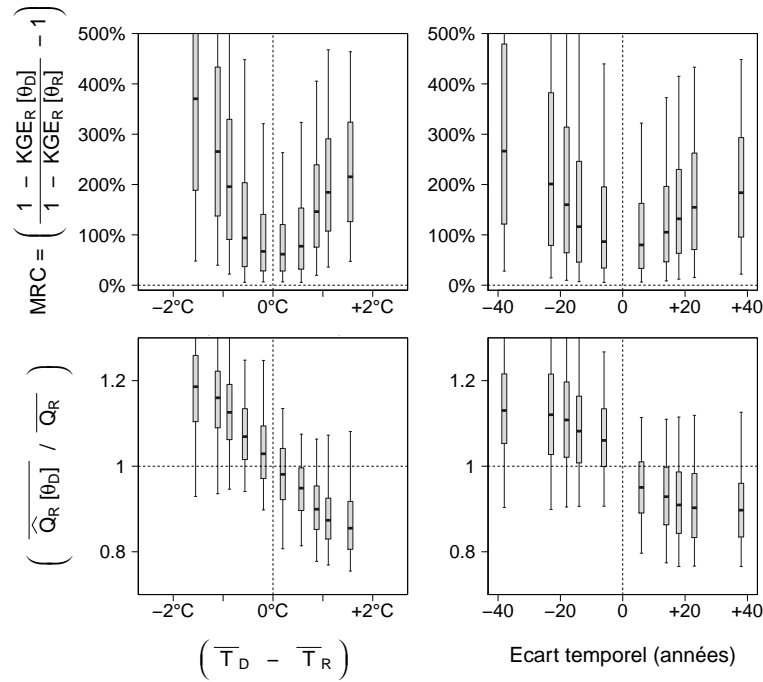 MRC = ( 1 − KGE_R [θ_D] / 1 − KGE_R [θ_R] − 1 )
500%
400%
300%
200%
100%
0%
−2°C 0°C +2°C
500%
400%
300%
200%
100%
0%
−40 −20 0 +20 +40
( \overline{\widehat{Q}_R [θ_D]} / \overline{Q_R} )
1.2
1
0.8
−2°C 0°C +2°C
( \overline{T}_D − \overline{T}_R )
1.2
1
0.8
−40 −20 0 +20 +40
Ecart temporel (années)